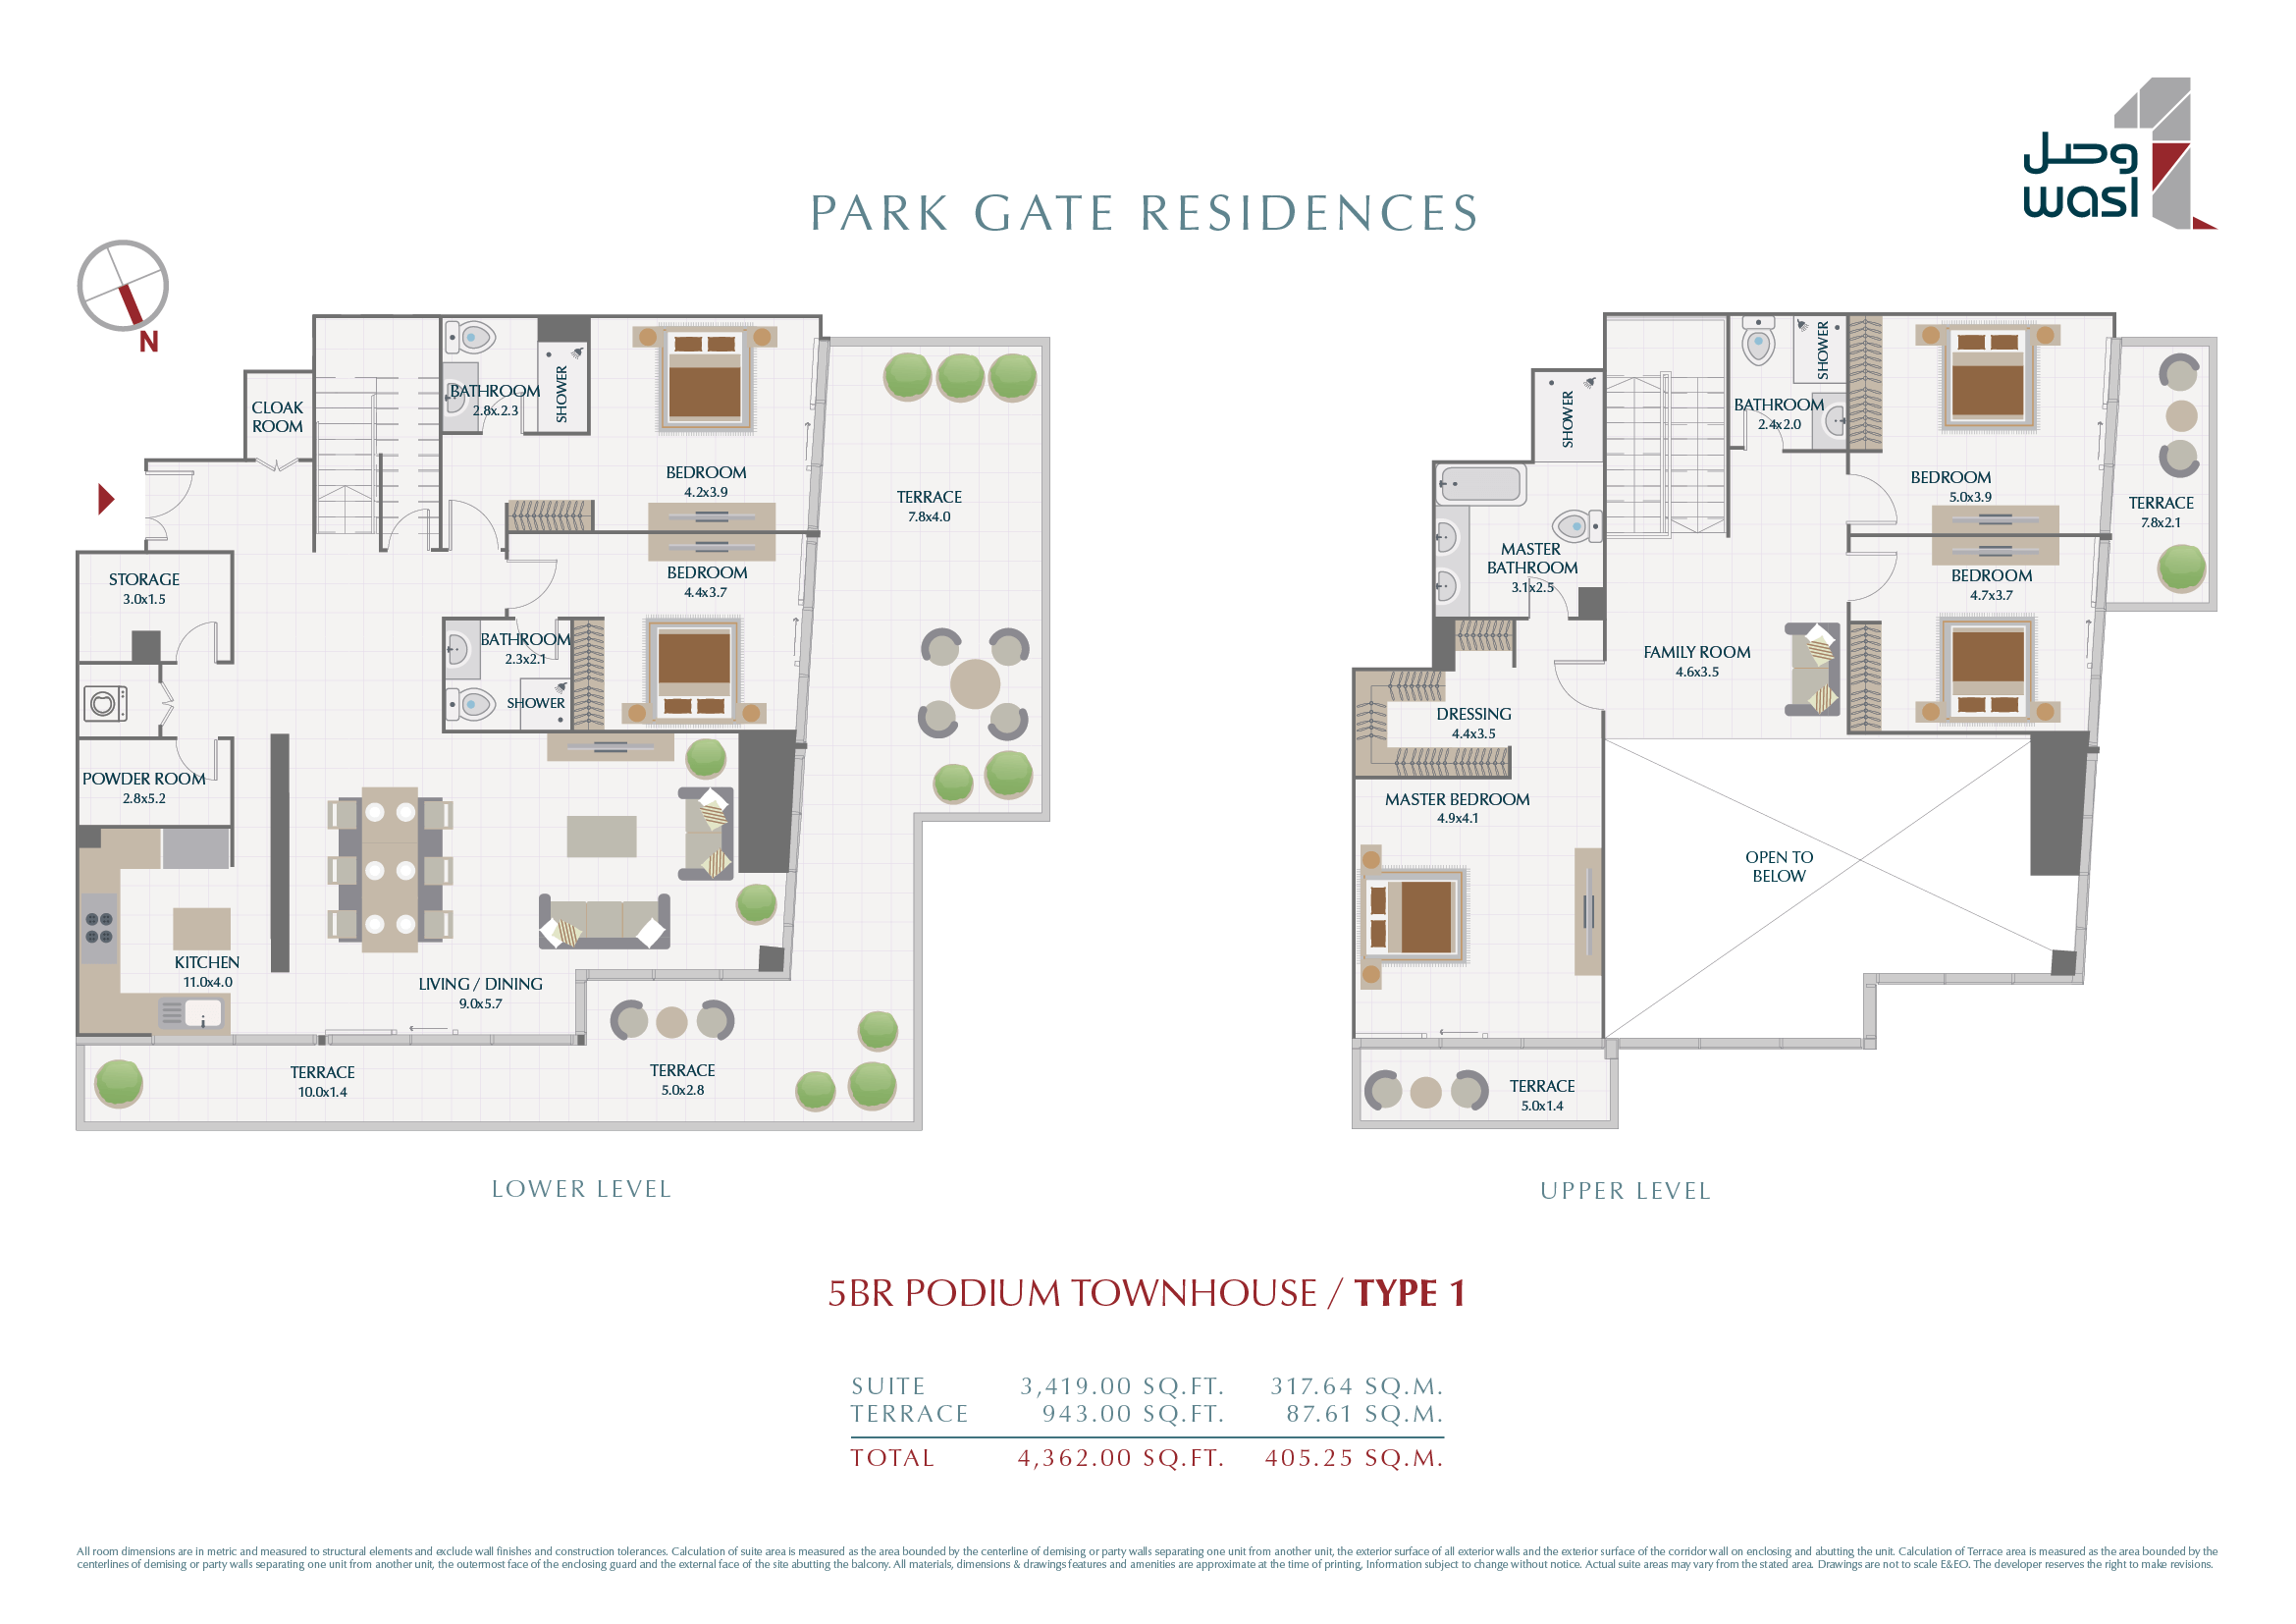 وصل
wasl
PARK GATE RESIDENCES
N
CLOAK
ROOM
BATHROOM
2.8x.2.3
SHOWER
BEDROOM
4.2x3.9
TERRACE
7.8x4.0
STORAGE
3.0x1.5
BEDROOM
4.4x3.7
BATHROOM
2.3x2.1
SHOWER
POWDER ROOM
2.8x5.2
KITCHEN
11.0x4.0
LIVING / DINING
9.0x5.7
TERRACE
10.0x1.4
TERRACE
5.0x2.8
LOWER LEVEL
SHOWER
SHOWER
BATHROOM
2.4x2.0
BEDROOM
5.0x3.9
TERRACE
7.8x2.1
MASTER
BATHROOM
3.1x2.5
BEDROOM
4.7x3.7
FAMILY ROOM
4.6x3.5
DRESSING
4.4x3.5
MASTER BEDROOM
4.9x4.1
OPEN TO
BELOW
TERRACE
5.0x1.4
UPPER LEVEL
5BR PODIUM TOWNHOUSE / TYPE 1
SUITE 3,419.00 SQ.FT. 317.64 SQ.M.
TERRACE 943.00 SQ.FT. 87.61 SQ.M.
TOTAL 4,362.00 SQ.FT. 405.25 SQ.M.
All room dimensions are in metric and measured to structural elements and exclude wall finishes and construction tolerances. Calculation of suite area is measured as the area bounded by the centerline of demising or party walls separating one unit from another unit, the exterior surface of all exterior walls and the exterior surface of the corridor wall on enclosing and abutting the unit. Calculation of Terrace area is measured as the area bounded by the
centerlines of demising or party walls separating one unit from another unit, the outermost face of the enclosing guard and the external face of the site abutting the balcony. All materials, dimensions & drawings features and amenities are approximate at the time of printing, Information subject to change without notice. Actual suite areas may vary from the stated area. Drawings are not to scale E&EO. The developer reserves the right to make revisions.